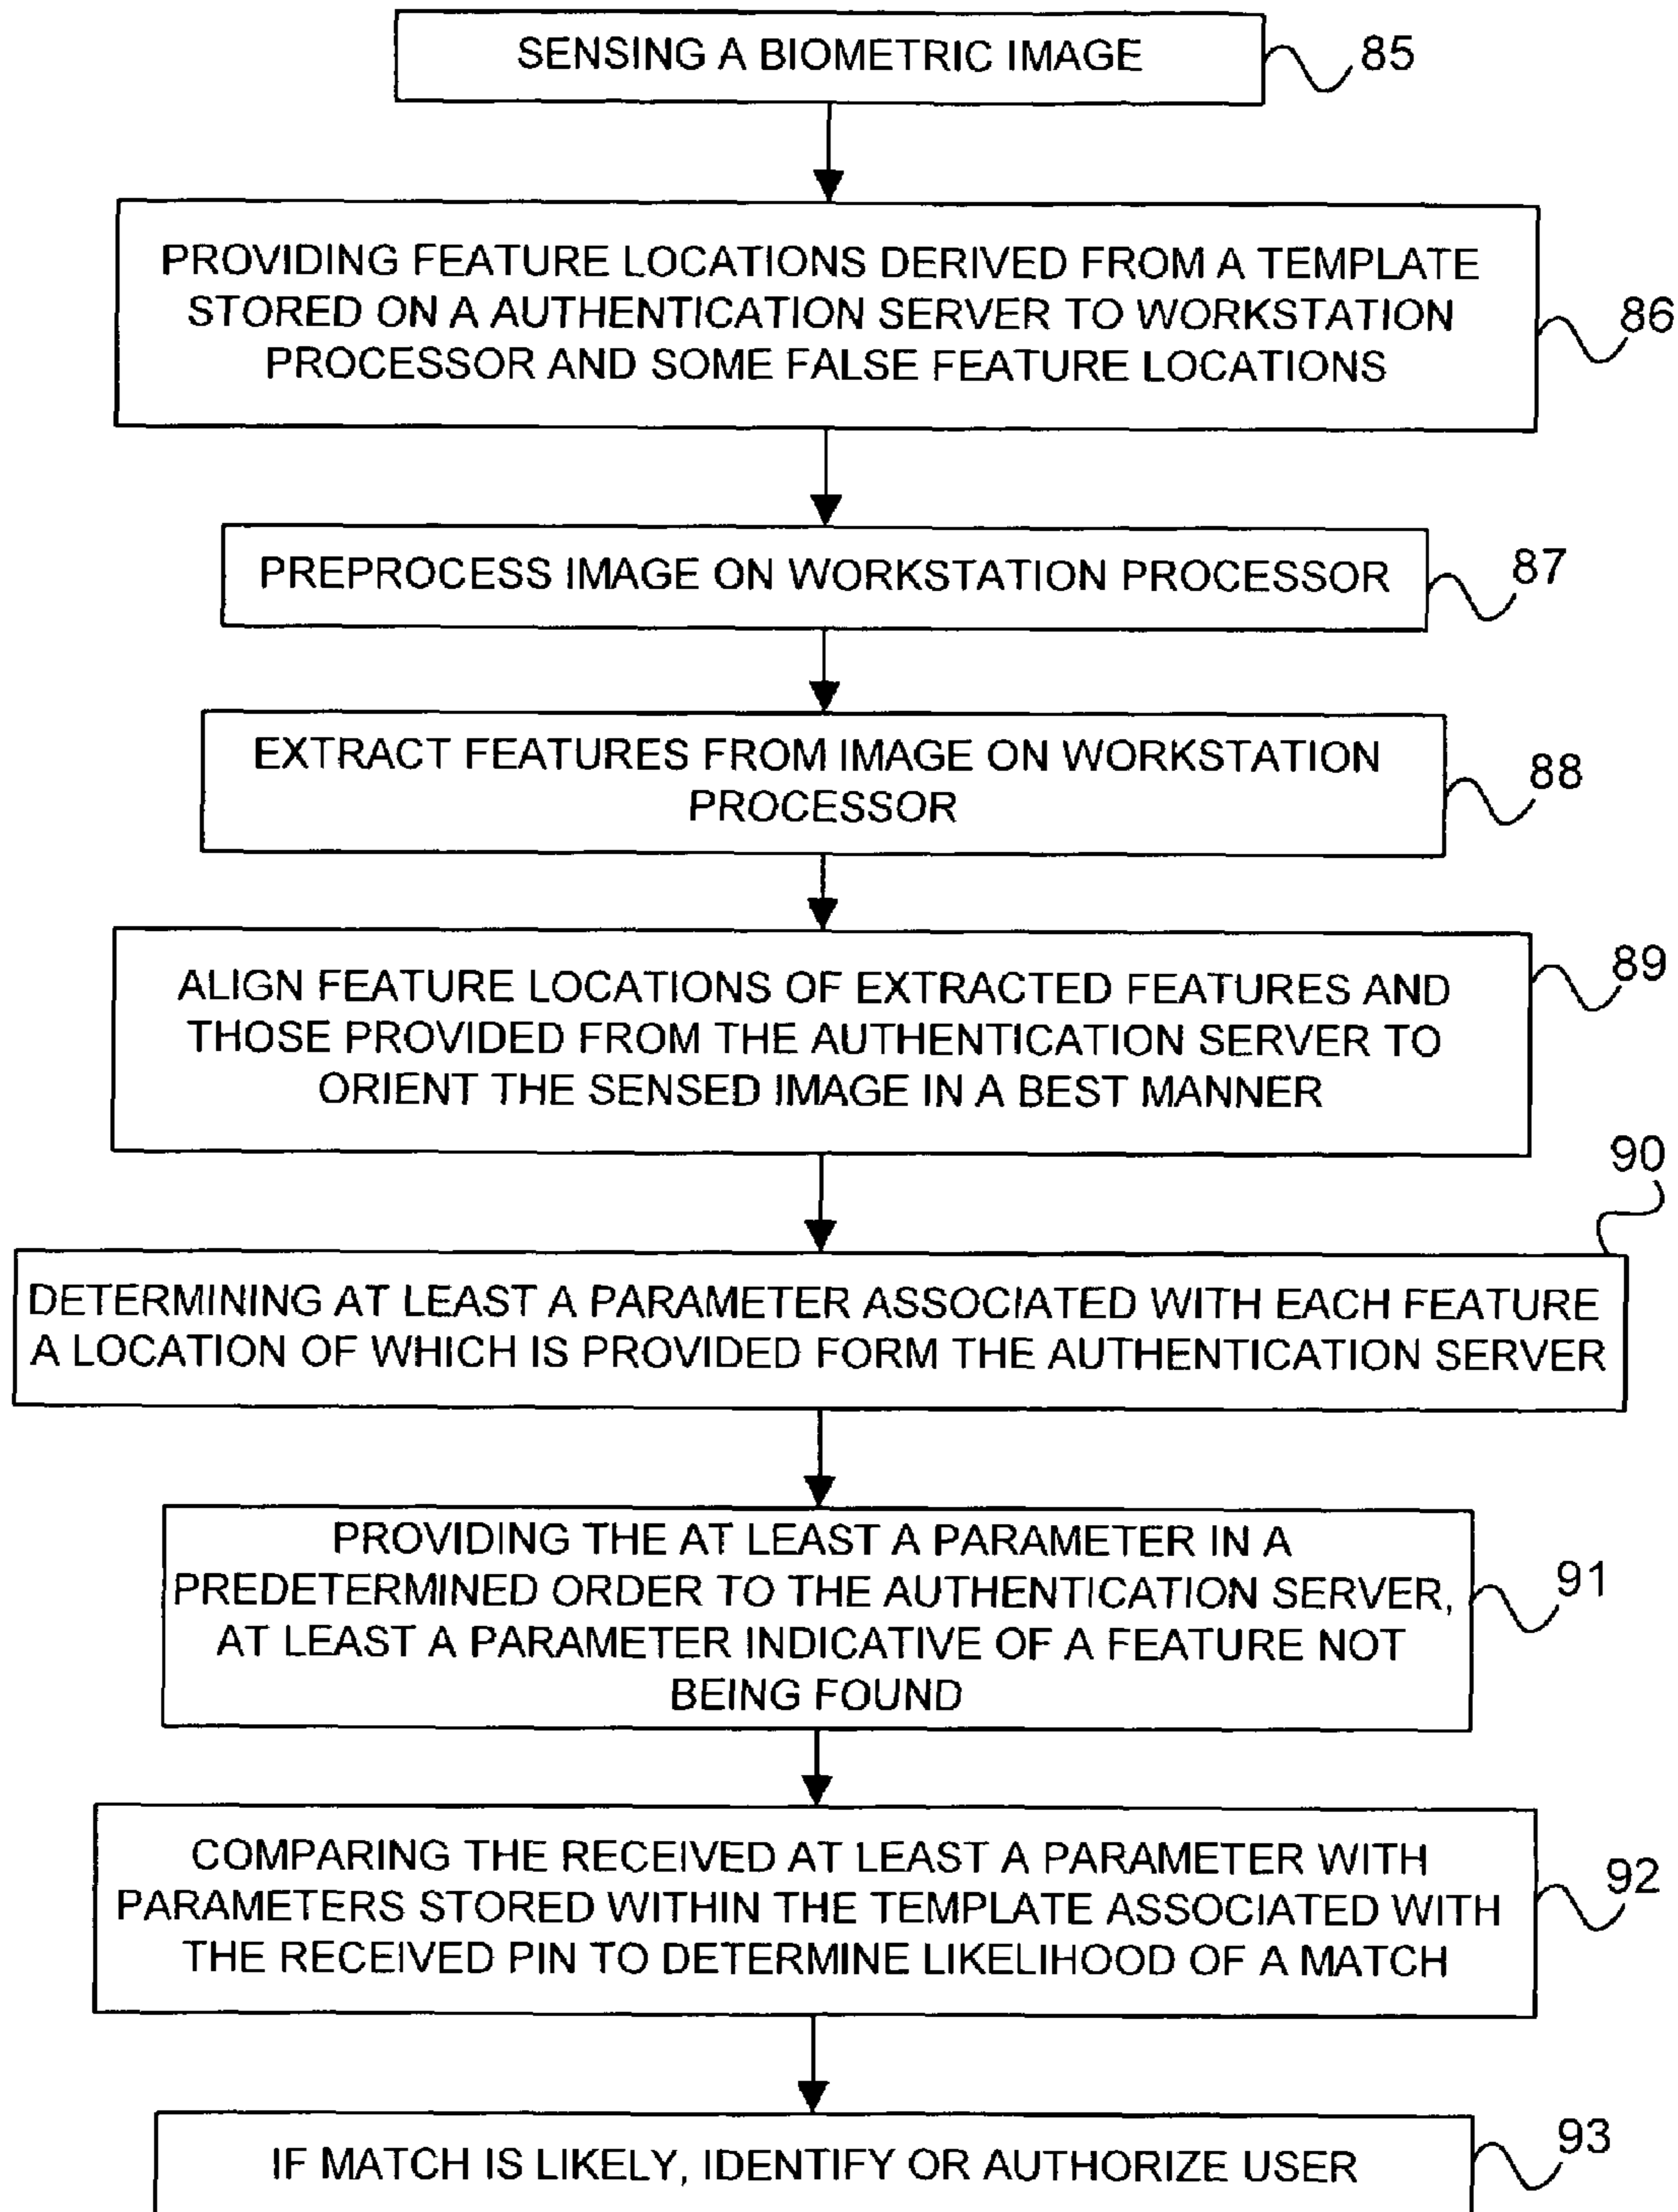 SENSING A BIOMETRIC IMAGE
85
PROVIDING FEATURE LOCATIONS DERIVED FROM A TEMPLATE
STORED ON A AUTHENTICATION SERVER TO WORKSTATION
PROCESSOR AND SOME FALSE FEATURE LOCATIONS
86
PREPROCESS IMAGE ON WORKSTATION PROCESSOR
87
EXTRACT FEATURES FROM IMAGE ON WORKSTATION
PROCESSOR
88
ALIGN FEATURE LOCATIONS OF EXTRACTED FEATURES AND
THOSE PROVIDED FROM THE AUTHENTICATION SERVER TO
ORIENT THE SENSED IMAGE IN A BEST MANNER
89
90
DETERMINING AT LEAST A PARAMETER ASSOCIATED WITH EACH FEATURE
A LOCATION OF WHICH IS PROVIDED FORM THE AUTHENTICATION SERVER
PROVIDING THE AT LEAST A PARAMETER IN A
PREDETERMINED ORDER TO THE AUTHENTICATION SERVER,
AT LEAST A PARAMETER INDICATIVE OF A FEATURE NOT
BEING FOUND
91
COMPARING THE RECEIVED AT LEAST A PARAMETER WITH
PARAMETERS STORED WITHIN THE TEMPLATE ASSOCIATED WITH
THE RECEIVED PIN TO DETERMINE LIKELIHOOD OF A MATCH
92
IF MATCH IS LIKELY, IDENTIFY OR AUTHORIZE USER
93